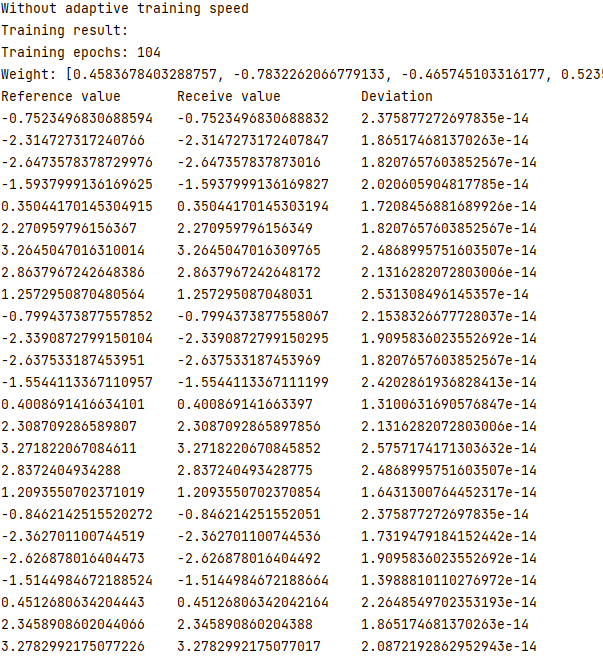 Without adaptive training speed
Training result:
Training epochs: 104
Weight: [0.4583678403288757, -0.7832262066779133, -0.465745103316177, 0.523
Reference value Receive value Deviation
-0.7523496830688594 -0.7523496830688832 2.375877272697835e-14
-2.314727317240766 -2.3147273172407847 1.865174681370263e-14
-2.6473578378729976 -2.647357837873016 1.8207657603852567e-14
-1.5937999136169625 -1.5937999136169827 2.020605904817785e-14
0.35044170145304915 0.35044170145303194 1.7208456881689926e-14
2.270959796156367 2.270959796156349 1.8207657603852567e-14
3.2645047016310014 3.2645047016309765 2.4868995751603507e-14
2.8637967242648386 2.8637967242648172 2.1316282072803006e-14
1.2572950870480564 1.257295087048031 2.531308496145357e-14
-0.7994373877557852 -0.7994373877558067 2.1538326677728037e-14
-2.3390872799150104 -2.3390872799150295 1.9095836023552692e-14
-2.637533187453951 -2.637533187453969 1.8207657603852567e-14
-1.5544113367110957 -1.5544113367111199 2.4202861936828413e-14
0.4008691416634101 0.400869141663397 1.3100631690576847e-14
2.308709286589807 2.3087092865897856 2.1316282072803006e-14
3.271822067084611 3.2718220670845852 2.5757174171303632e-14
2.8372404934288 2.837240493428775 2.4868995751603507e-14
1.2093550702371019 1.2093550702370854 1.6431300764452317e-14
-0.8462142515520272 -0.846214251552051 2.375877272697835e-14
-2.362701100744519 -2.362701100744536 1.7319479184152442e-14
-2.626878016404473 -2.626878016404492 1.9095836023552692e-14
-1.5144984672188524 -1.5144984672188664 1.3988810110276972e-14
0.4512680634204443 0.45126806342042164 2.2648549702353193e-14
2.3458908602044066 2.345890860204388 1.865174681370263e-14
3.2782992175077226 3.2782992175077017 2.0872192862952943e-14